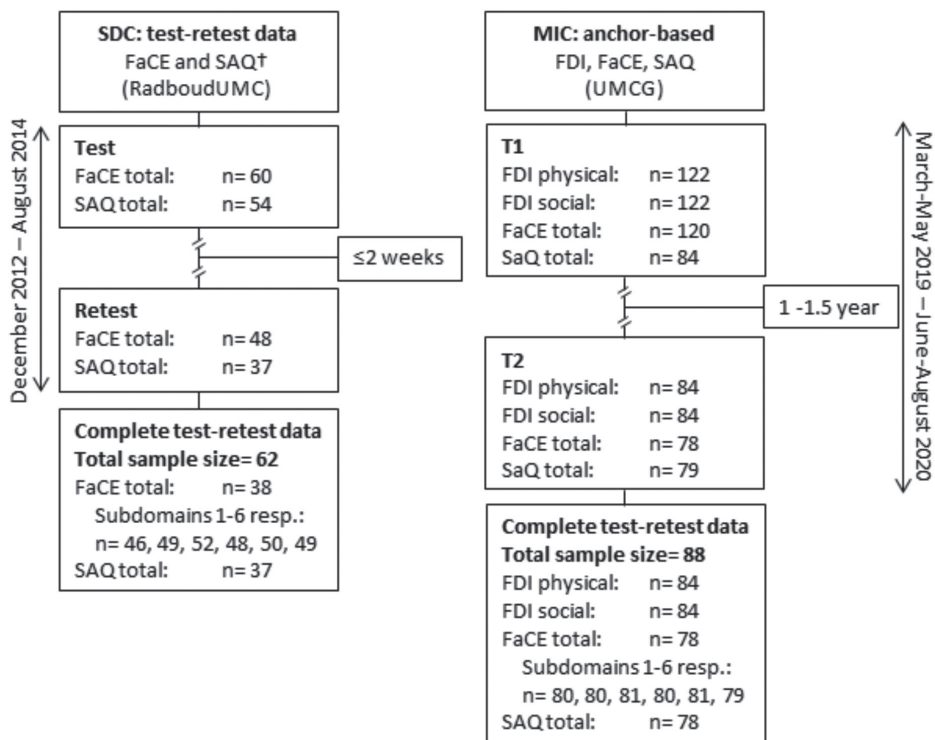 SDC: test-retest data
FaCE and SAQ†
(RadboudUMC)
December 2012 – August 2014
Test
FaCE total: n= 60
SAQ total: n= 54
≤2 weeks
Retest
FaCE total: n= 48
SAQ total: n= 37
Complete test-retest data
Total sample size= 62
FaCE total: n= 38
Subdomains 1-6 resp.:
n= 46, 49, 52, 48, 50, 49
SAQ total: n= 37
MIC: anchor-based
FDI, FaCE, SAQ
(UMCG)
March-May 2019 – June-August 2020
T1
FDI physical: n= 122
FDI social: n= 122
FaCE total: n= 120
SaQ total: n= 84
1 -1.5 year
T2
FDI physical: n= 84
FDI social: n= 84
FaCE total: n= 78
SaQ total: n= 79
Complete test-retest data
Total sample size= 88
FDI physical: n= 84
FDI social: n= 84
FaCE total: n= 78
Subdomains 1-6 resp.:
n= 80, 80, 81, 80, 81, 79
SAQ total: n= 78